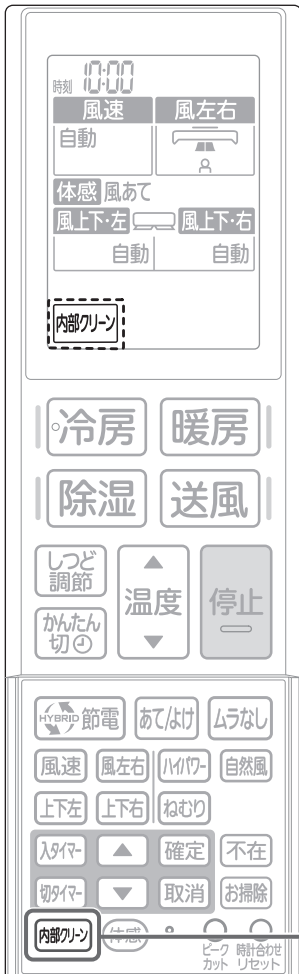 時刻 10:00
風速 風左右
自動
体感 風あて
風上下・左 風上下・右
自動 自動
内部クリーン
冷房 暖房
除湿 送風
しつど調節 温度 停止
かんたん切
HYBRID 節電 あて/よけ ムラなし
風速 風左右 ハイパワー 自然風
上下左 上下右 ねむり
入タイマー 確定 不在
切タイマー 取消 お掃除
内部クリーン 体感
ピークカット 時計合わせ リセット